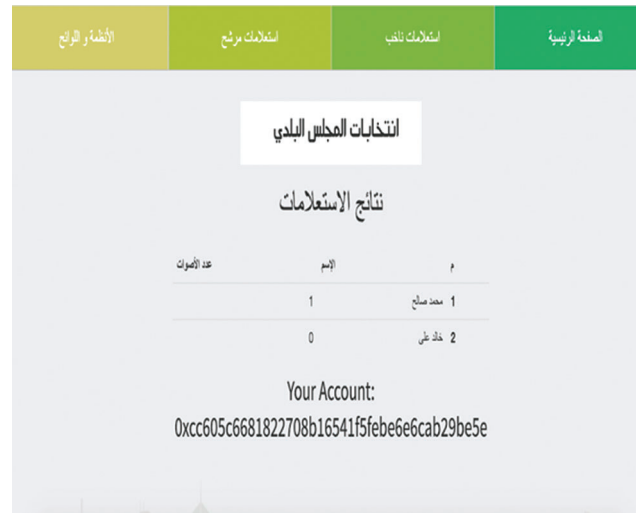 الصفحة الرئيسية استعلامات ناخب استعلامات مرشح الأنظمة و اللوائح
انتخابات المجلس البلدي
نتائج الاستعلامات
م الإسم عدد الأصوات
1 محمد صالح 1
2 خالد على 0
Your Account:
0xcc605c6681822708b16541f5febe6e6cab29be5e